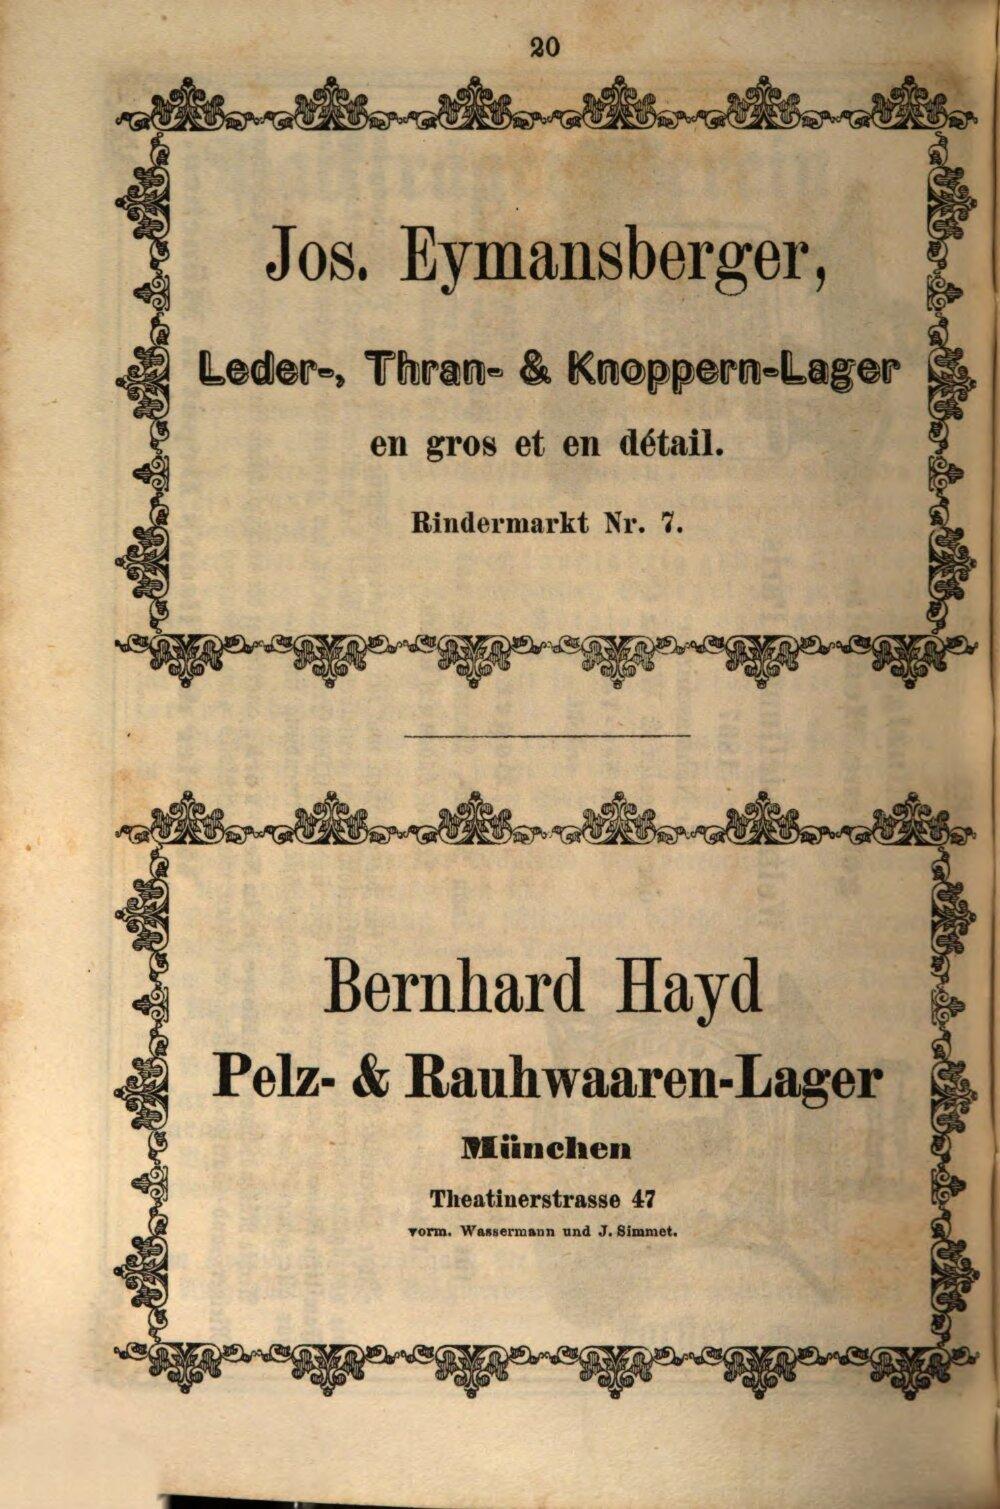 20
Jos. Eymansberger,
Leder-, Thran- & Knoppern-Lager
en gros et en détail.
Rindermarkt Nr. 7.
Bernhard Hayd
Pelz- & Rauhwaaren-Lager
München
Theatinerstrasse 47
vorm. Wassermann und J. Simmet.